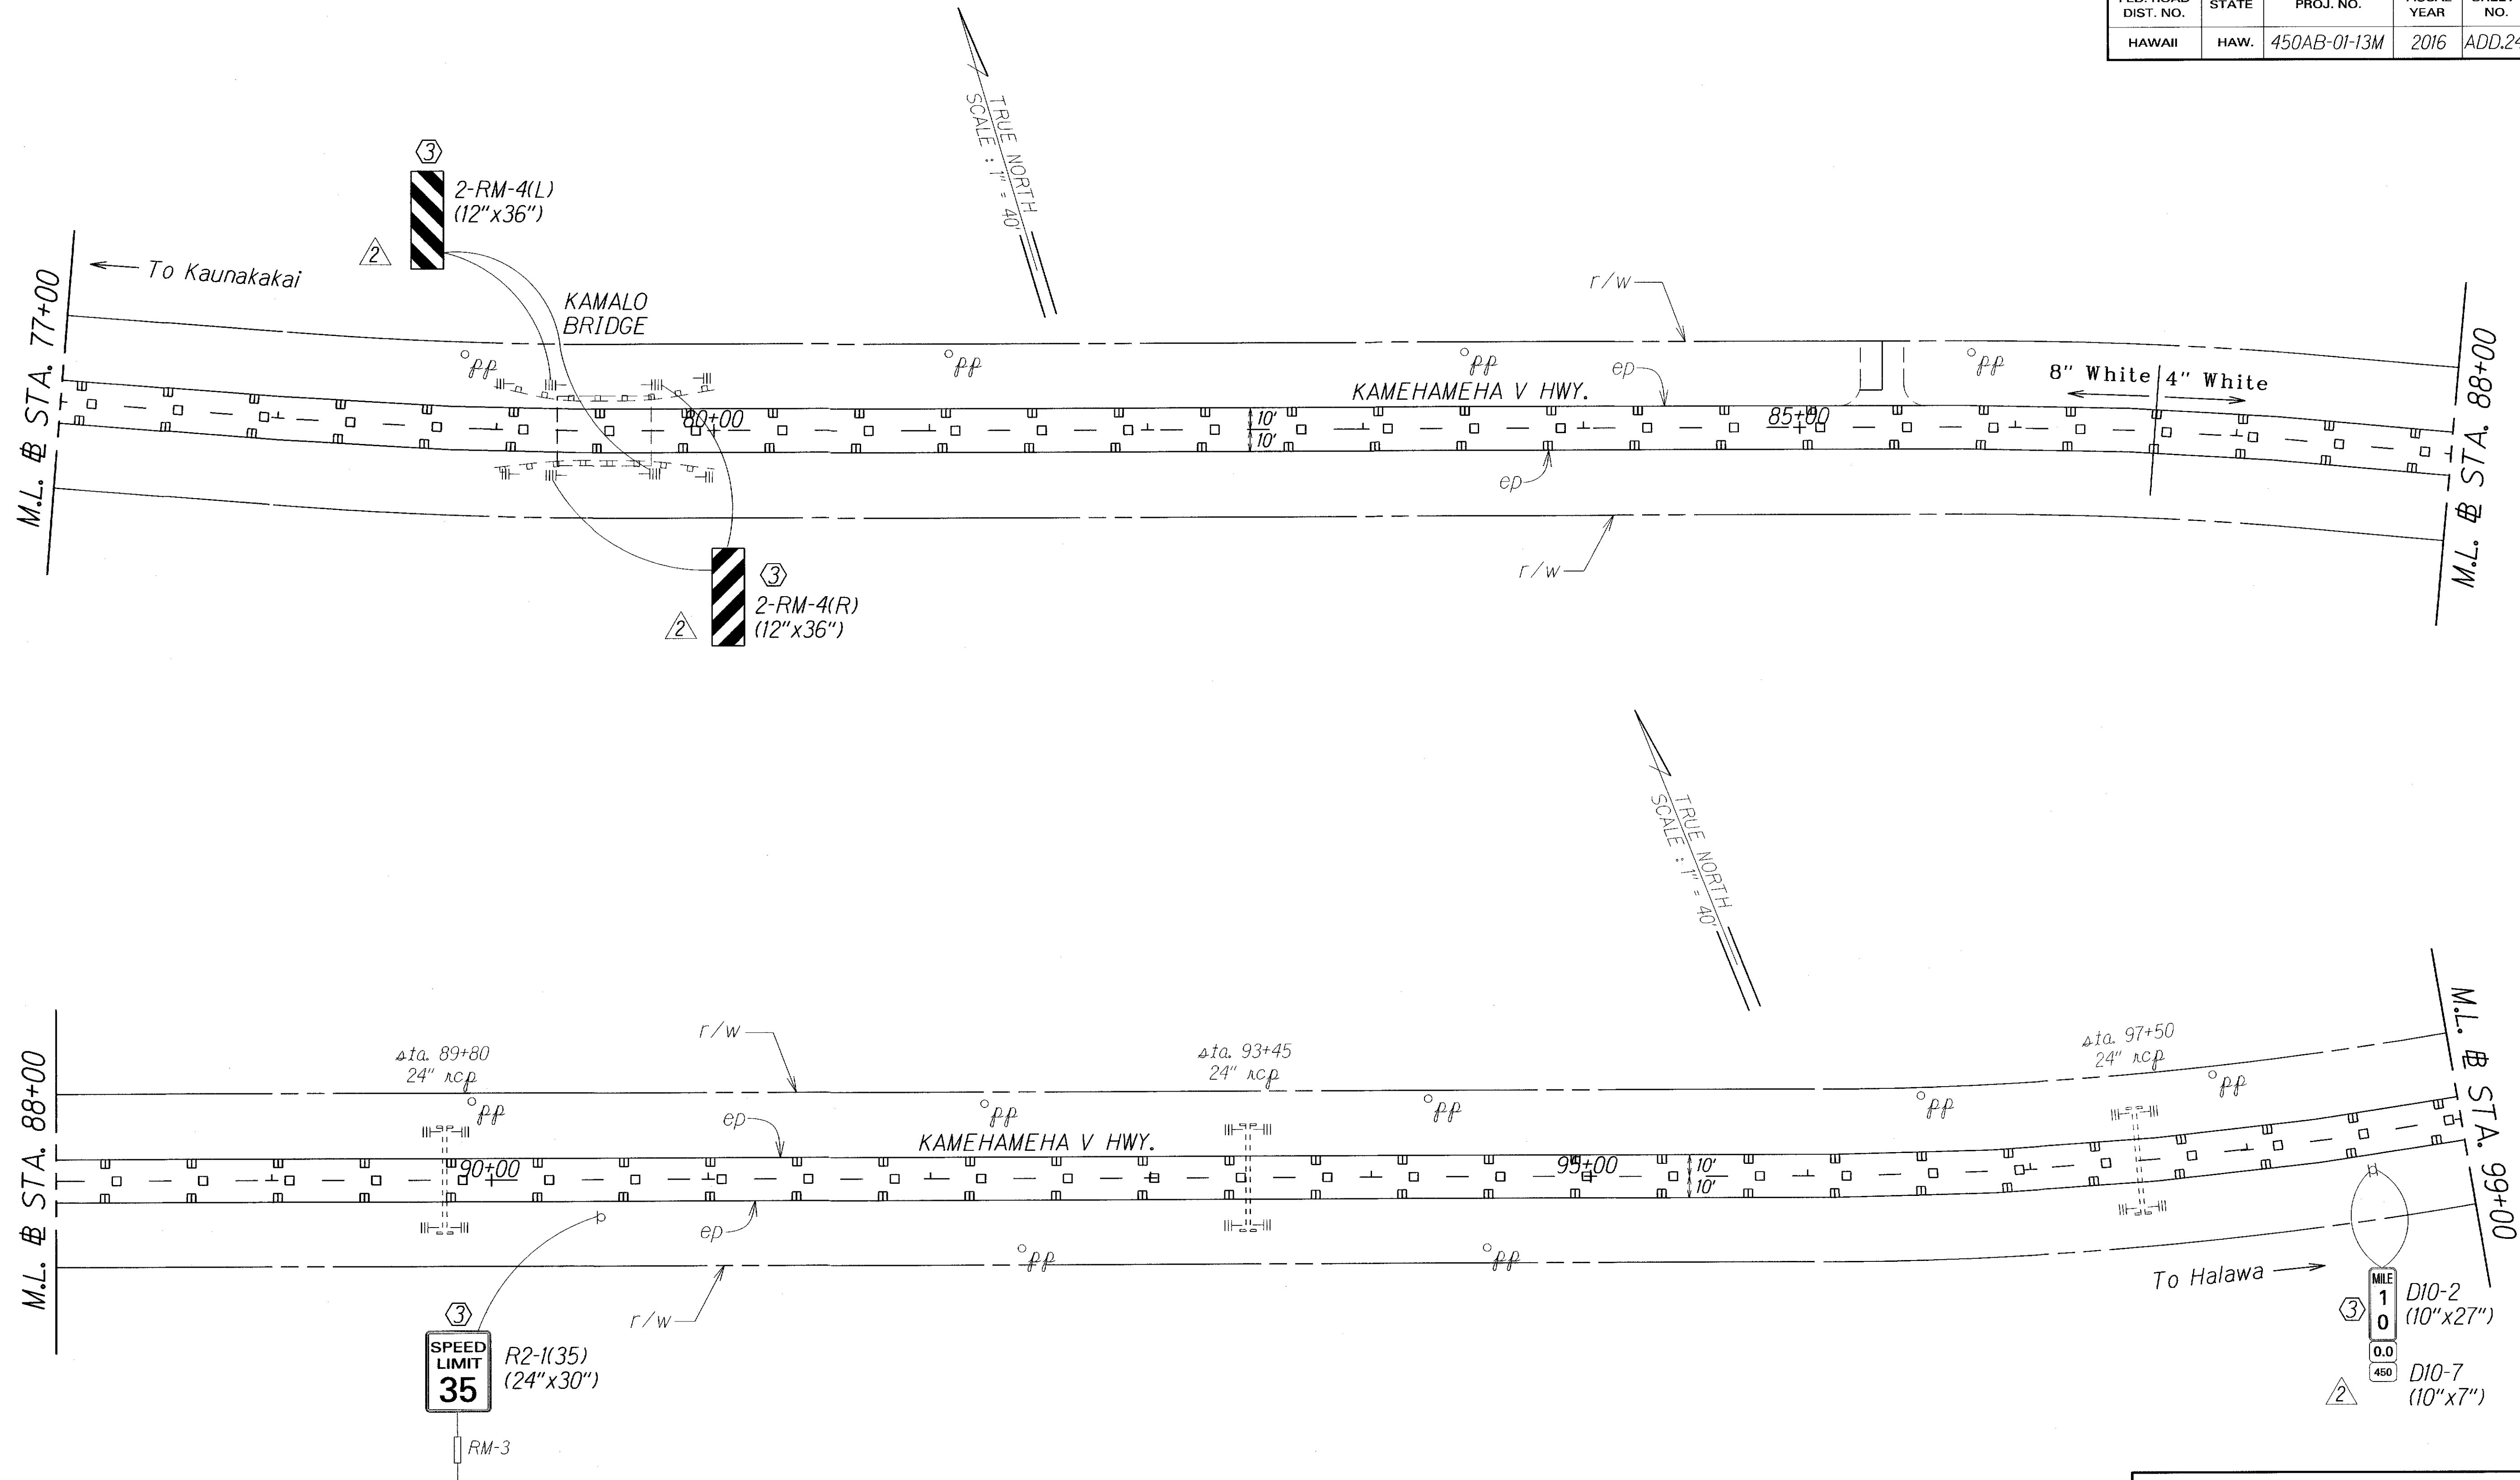 DIST. NO.
STATE
PROJ. NO.
YEAR
NO.
HAWAII
HAW.
450AB-01-13M
2016
ADD.24
TRUE NORTH
SCALE : 1" = 40'
3
2-RM-4(L)
(12"x36")
2
To Kaunakakai
KAMALO
BRIDGE
M.L. B STA. 77+00
r/w
pp
pp
pp
pp
ep
KAMEHAMEHA V HWY.
8" White
4" White
80+00
10'
10'
85+00
ep
r/w
M.L. B STA. 88+00
3
2-RM-4(R)
(12"x36")
2
TRUE NORTH
SCALE : 1" = 40'
M.L. B STA. 88+00
sta. 89+80
24" rcp
r/w
sta. 93+45
24" rcp
sta. 97+50
24" rcp
pp
pp
pp
pp
pp
ep
KAMEHAMEHA V HWY.
90+00
95+00
10'
10'
ep
pp
pp
r/w
M.L. B STA. 99+00
To Halawa
3
SPEED
LIMIT
35
R2-1(35)
(24"x30")
RM-3
MILE
1
0
0.0
450
3
D10-2
(10"x27")
D10-7
(10"x7")
2